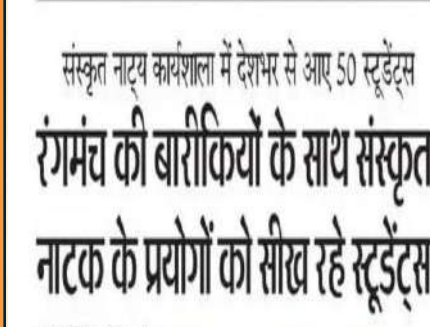 संस्कृत नाट्य कार्यशाला में देशभर से आए 50 स्टूडेंट्स
रंगमंच की बारीकियों के साथ संस्कृत
नाटक के प्रयोगों को सीख रहे स्टूडेंट्स